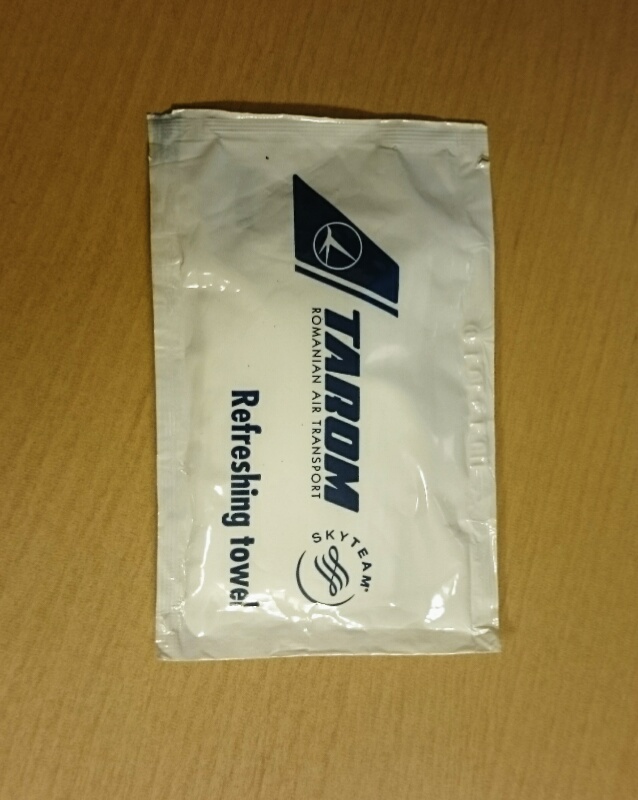 TAROM
ROMANIAN AIR TRANSPORT
SKYTEAM
Refreshing towel